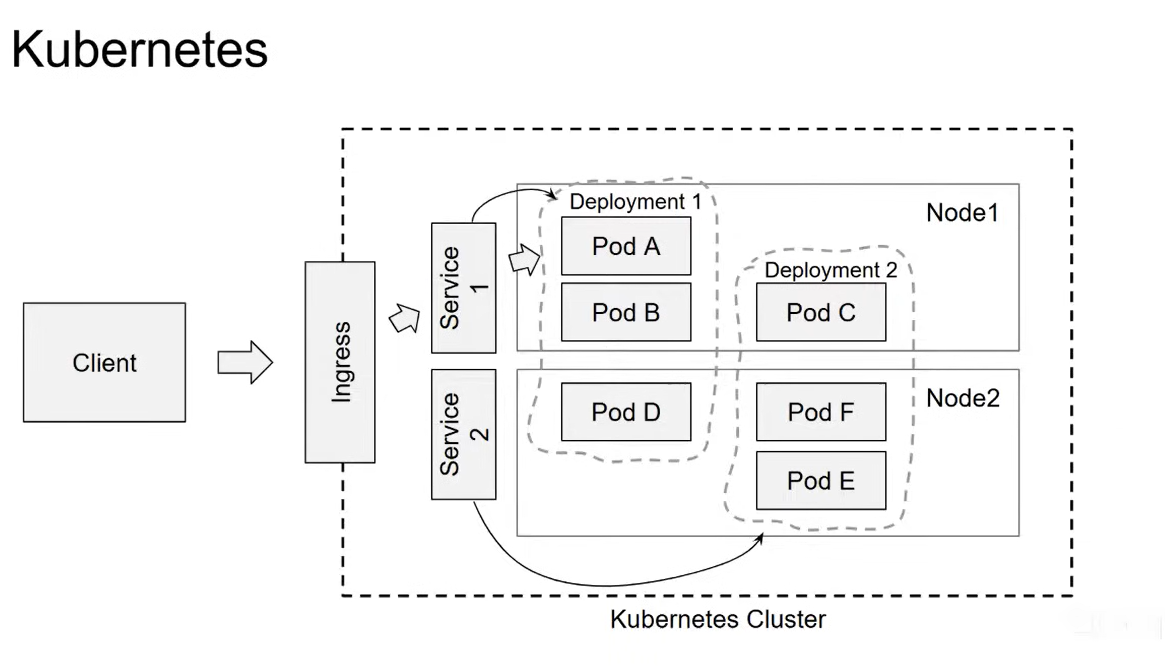 Kubernetes
Client
Ingress
Service
1
Service
2
Deployment 1
Pod A
Pod B
Pod D
Deployment 2
Pod C
Pod F
Pod E
Node1
Node2
Kubernetes Cluster